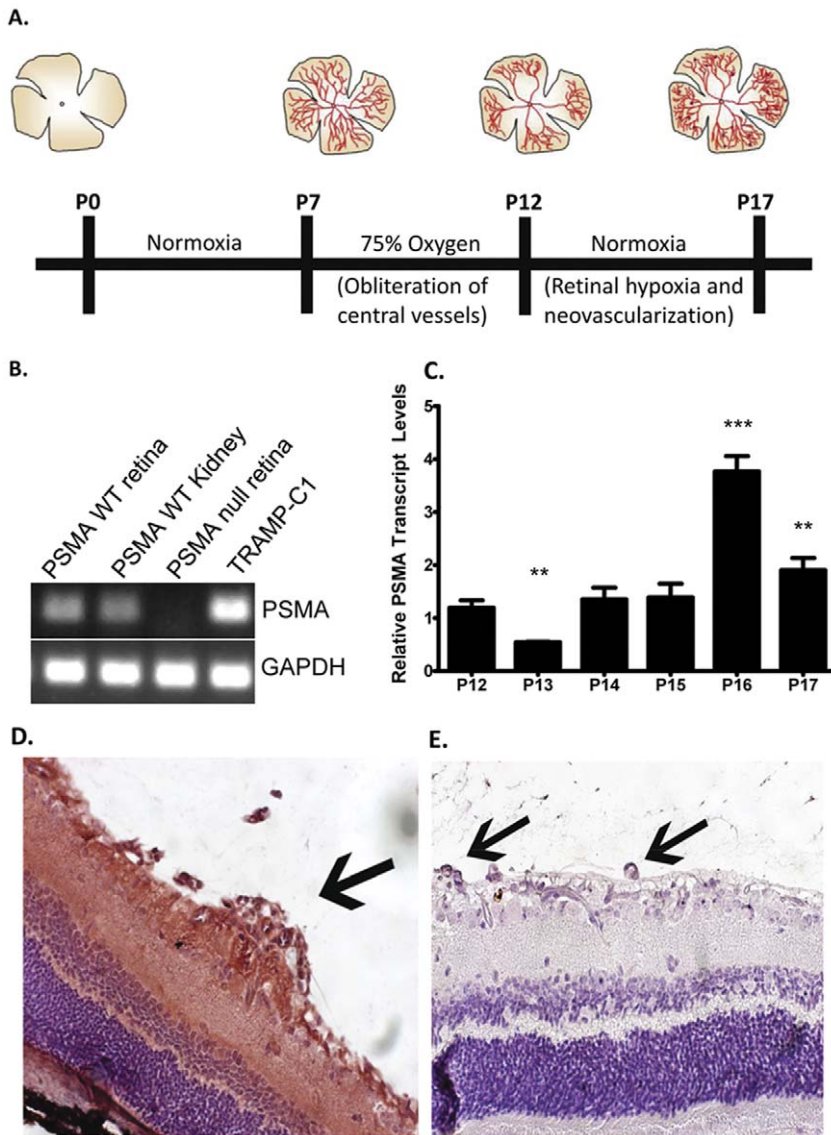 A.
P0
P7
P12
P17
Normoxia
75% Oxygen
Normoxia
(Obliteration of
central vessels)
(Retinal hypoxia and
neovascularization)
B.
PSMA WT retina
PSMA WT Kidney
PSMA null retina
TRAMP-C1
PSMA
GAPDH
C.
Relative PSMA Transcript Levels
5
4
3
2
1
0
**
***
**
P12
P13
P14
P15
P16
P17
D.
E.